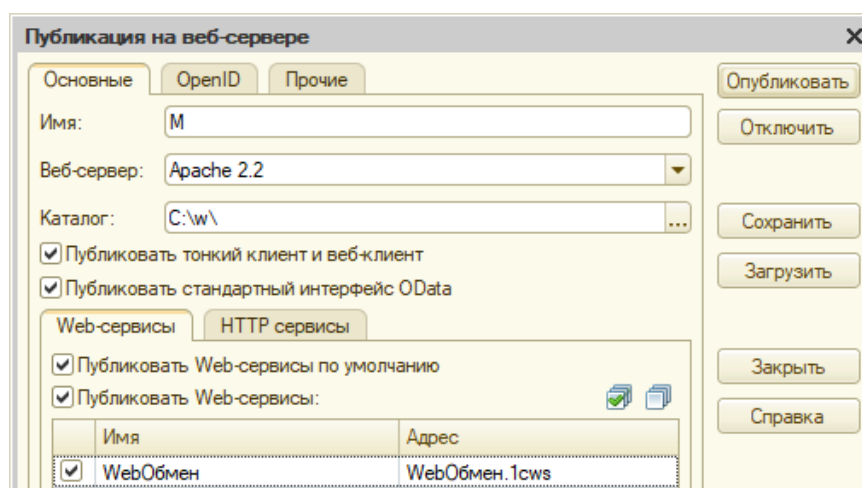 Публикация на веб-сервере
Основные OpenID Прочие
Опубликовать
Имя: M
Отключить
Веб-сервер: Apache 2.2
Каталог: C:\w\ ...
Сохранить
Публиковать тонкий клиент и веб-клиент
Загрузить
Публиковать стандартный интерфейс OData
Web-сервисы HTTP сервисы
Публиковать Web-сервисы по умолчанию
Закрыть
Публиковать Web-сервисы:
Справка
Имя Адрес
WebОбмен WebОбмен.1cws